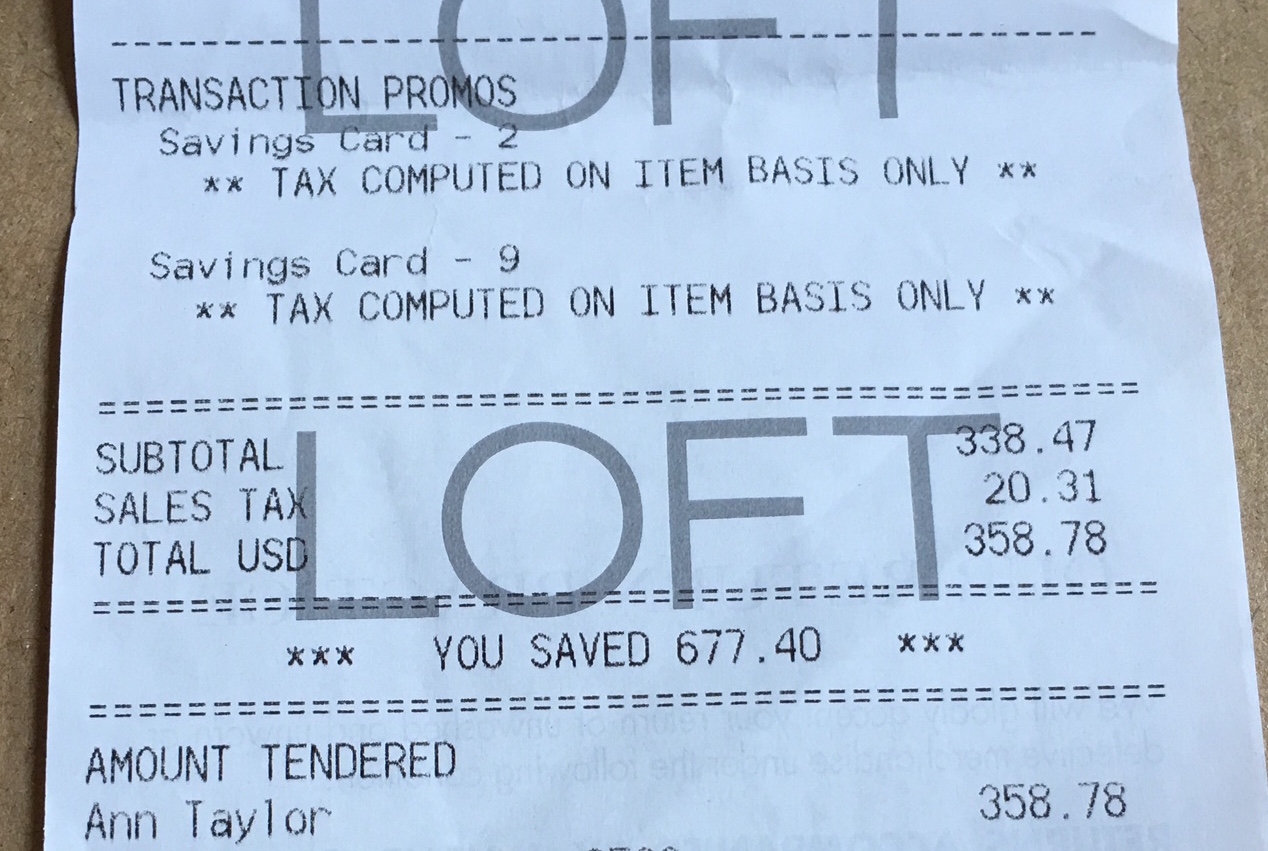 LOFT
TRANSACTION PROMOS
Savings Card - 2
** TAX COMPUTED ON ITEM BASIS ONLY **
Savings Card - 9
** TAX COMPUTED ON ITEM BASIS ONLY **
LOFT
SUBTOTAL 338.47
SALES TAX 20.31
TOTAL USD 358.78
*** YOU SAVED 677.40 ***
AMOUNT TENDERED
Ann Taylor 358.78